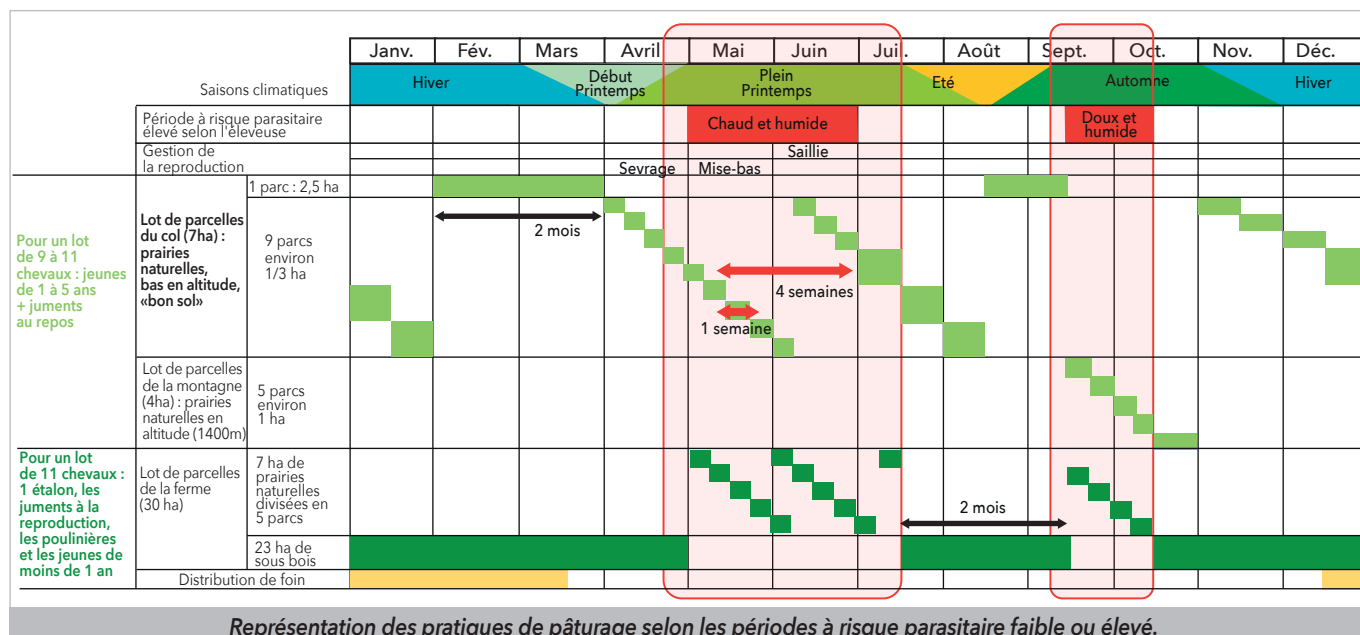 Janv. Fév. Mars Avril Mai Juin Juil. Août Sept. Oct. Nov. Déc.
Saisons climatiques
Hiver
Début
Printemps
Plein
Printemps
Eté
Automne
Hiver
Période à risque parasitaire
élevé selon l'éleveuse
Chaud et humide
Doux et
humide
Gestion de
la reproduction
Saillie
Sevrage
Mise-bas
Pour un lot
de 9 à 11
chevaux : jeunes
de 1 à 5 ans
+ juments
au repos
Lot de parcelles
du col (7ha) :
prairies
naturelles,
bas en altitude,
«bon sol»
1 parc : 2,5 ha
2 mois
9 parcs
environ
1/3 ha
4 semaines
1 semaine
Lot de parcelles
de la montagne
(4ha) : prairies
naturelles en
altitude (1400m)
5 parcs
environ
1 ha
Pour un lot
de 11 chevaux :
1 étalon, les
juments à la
reproduction,
les poulinières
et les jeunes de
moins de 1 an
Lot de parcelles
de la ferme
(30 ha)
7 ha de
prairies
naturelles
divisées en
5 parcs
2 mois
23 ha de
sous bois
Distribution de foin
Représentation des pratiques de pâturage selon les périodes à risque parasitaire faible ou élevé.